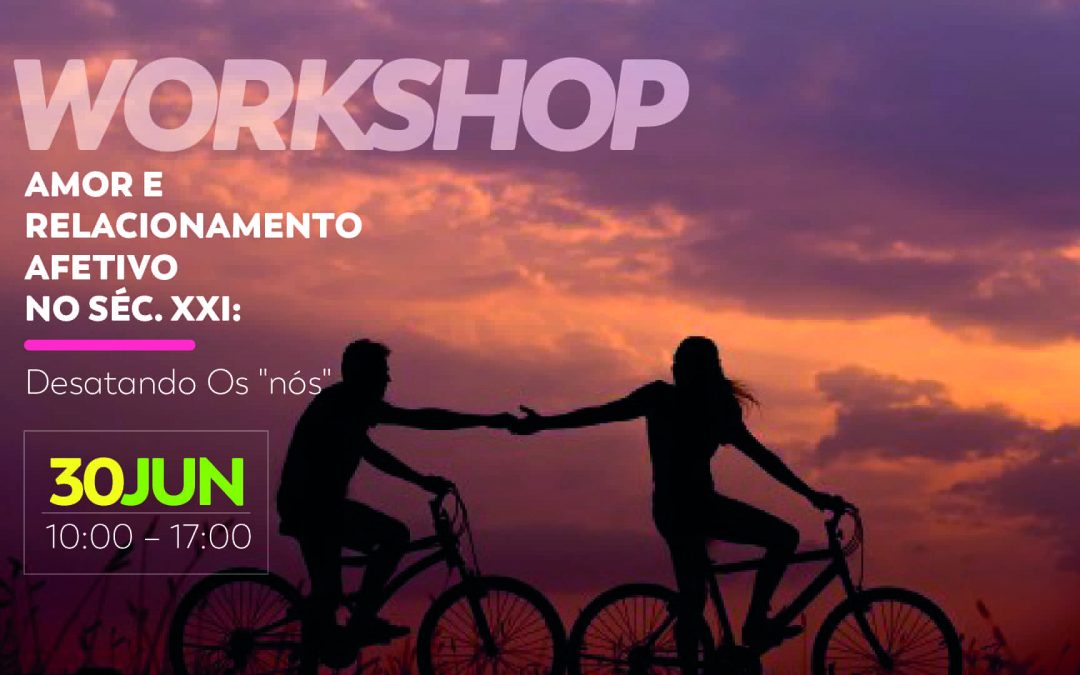 WORKSHOP
AMOR E
RELACIONAMENTO
AFETIVO
NO SÉC. XXI:
Desatando Os "nós"
30JUN
10:00 – 17:00